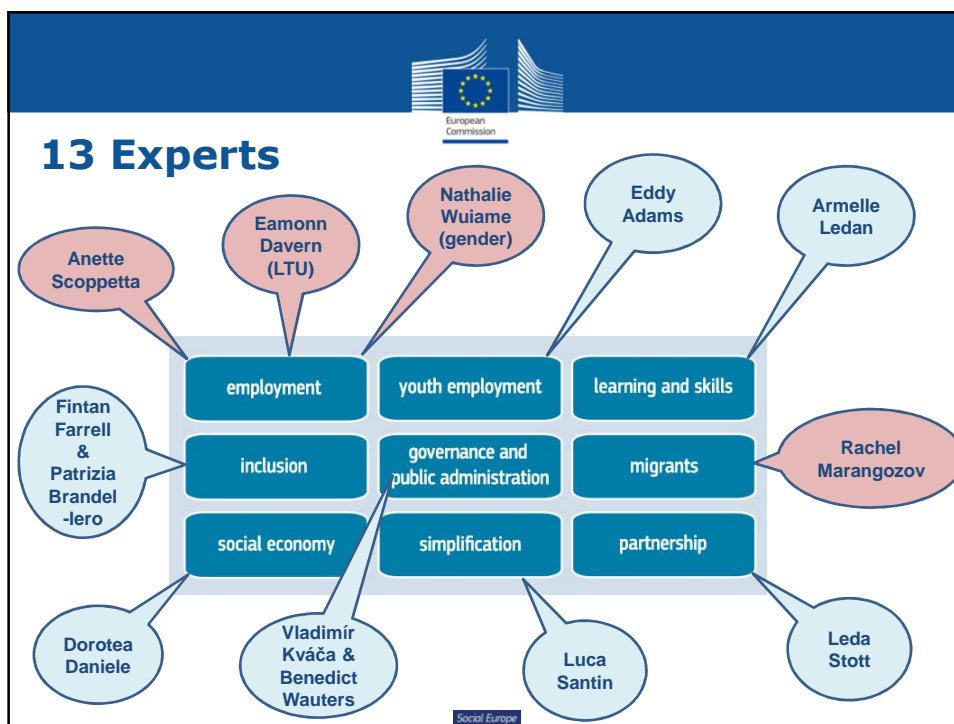 European
Commission
13 Experts
Anette
Scoppetta
Eamonn
Davern
(LTU)
Nathalie
Wuiame
(gender)
Eddy
Adams
Armelle
Ledan
employment
youth employment
learning and skills
Fintan
Farrell
&
Patrizia
Brandel
-lero
inclusion
governance and
public administration
migrants
Rachel
Marangozov
social economy
simplification
partnership
Dorotea
Daniele
Vladimír
Kváča &
Benedict
Wauters
Luca
Santin
Leda
Stott
Social Europe